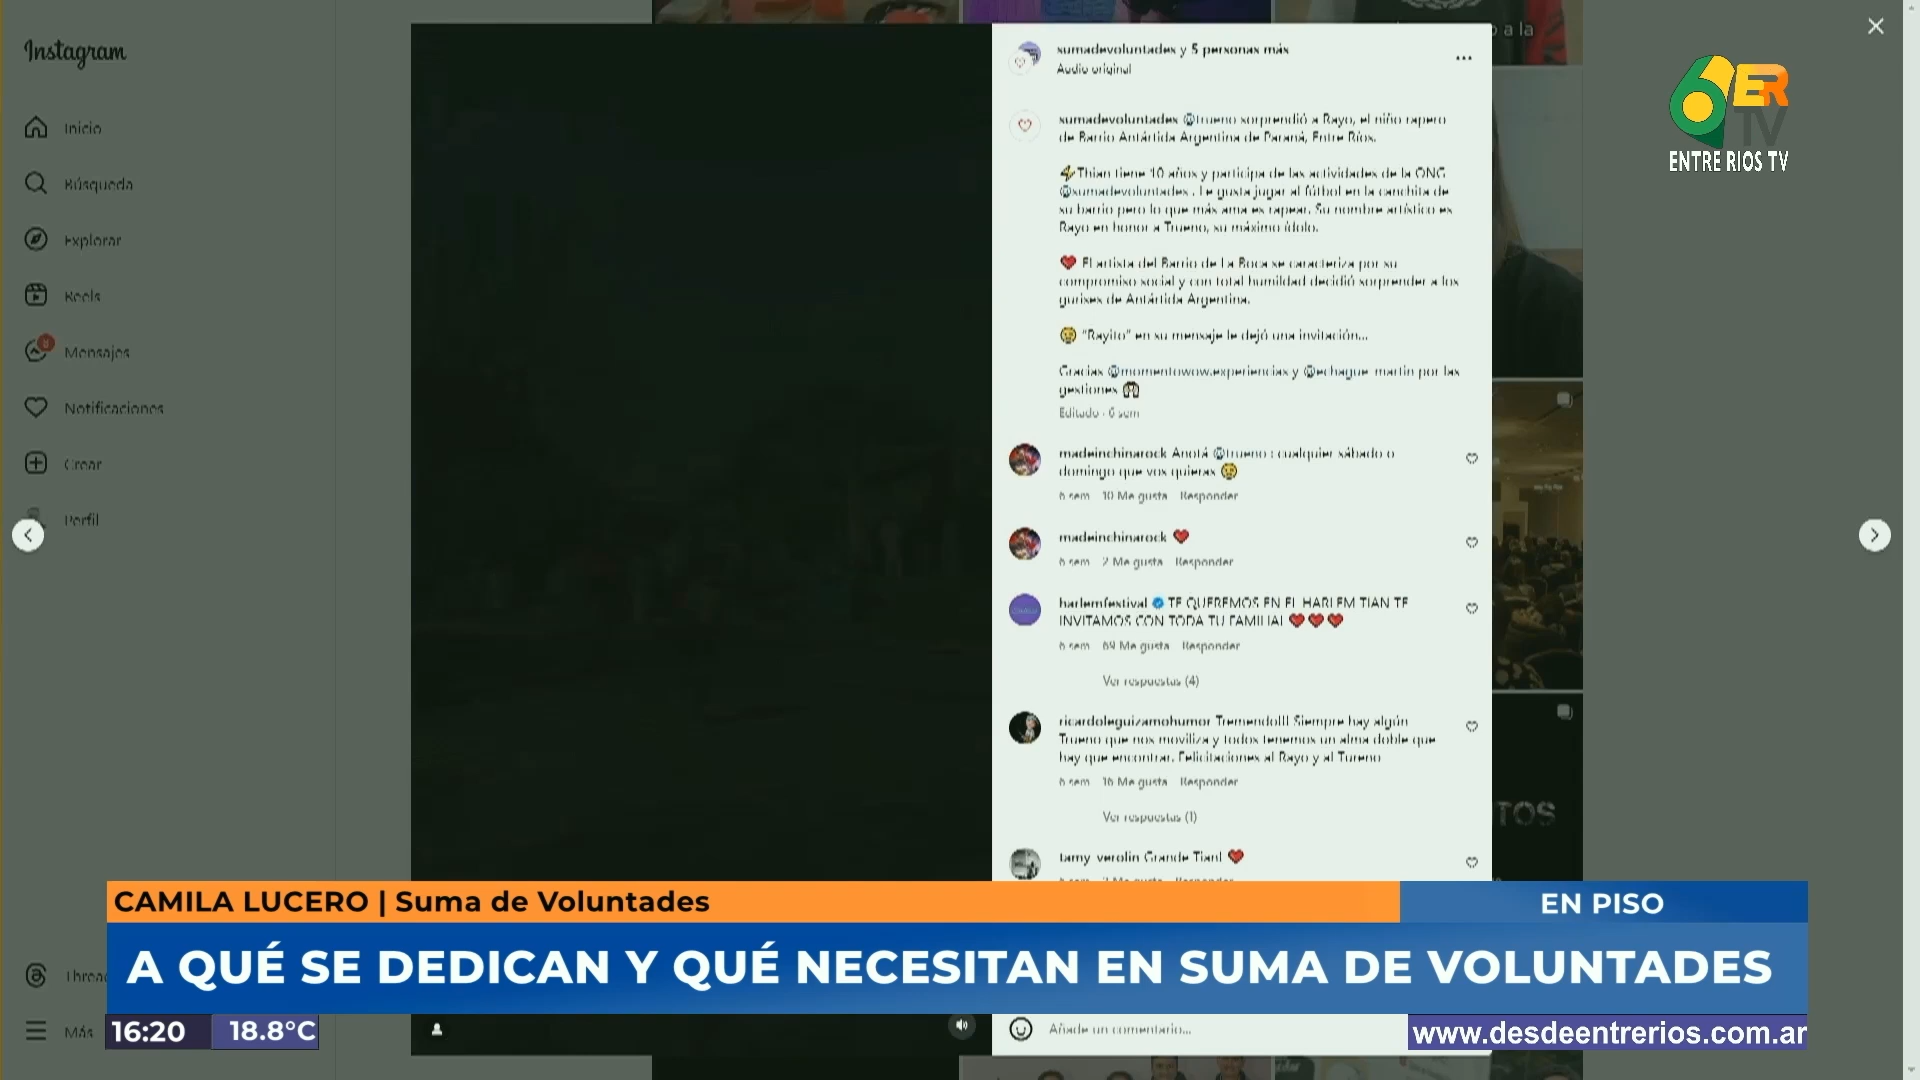 Instagram
Inicio
Búsqueda
Explorar
Reels
Mensajes
8
Notificaciones
Crear
Perfil
Más
sumadevoluntades y 5 personas más
Audio original
sumadevoluntades @trueno sorprendió a Rayo, el niño rapero
de Barrio Antártida Argentina de Paraná, Entre Ríos.
⚡Thian tiene 10 años y participa de las actividades de la ONG
@sumadevoluntades . Le gusta jugar al fútbol en la canchita de
su barrio pero lo que más ama es rapear. Su nombre artístico es
Rayo en honor a Trueno, su máximo ídolo.
❤️ El artista del Barrio de La Boca se caracteriza por su
compromiso social y con total humildad decidió sorprender a los
gurises de Antártida Argentina.
🥹 “Rayito” en su mensaje le dejó una invitación...
Gracias @momentowow.experiencias y @echague_martin por las
gestiones 🫶
Editado · 6 sem
madeinchinarock Anotá @trueno : cualquier sábado o
domingo que vos quieras 🥹
6 sem 10 Me gusta Responder
madeinchinarock ❤️
6 sem 2 Me gusta Responder
harlemfestival TE QUEREMOS EN EL HARLEM TIAN TE
INVITAMOS CON TODA TU FAMILIA! ❤️❤️❤️
6 sem 69 Me gusta Responder
Ver respuestas (4)
ricardoleguizamohumor Tremendo!!! Siempre hay algún
Trueno que nos moviliza y todos tenemos un alma doble que
hay que encontrar. Felicitaciones al Rayo y al Tureno
6 sem 16 Me gusta Responder
Ver respuestas (1)
tamy_verolin Grande Tian! ❤️
Añade un comentario...
o a la
TOS
6 ER
TV
ENTRE RIOS TV
CAMILA LUCERO | Suma de Voluntades
EN PISO
A QUÉ SE DEDICAN Y QUÉ NECESITAN EN SUMA DE VOLUNTADES
16:20 18.8°C
www.desdeentrerios.com.ar